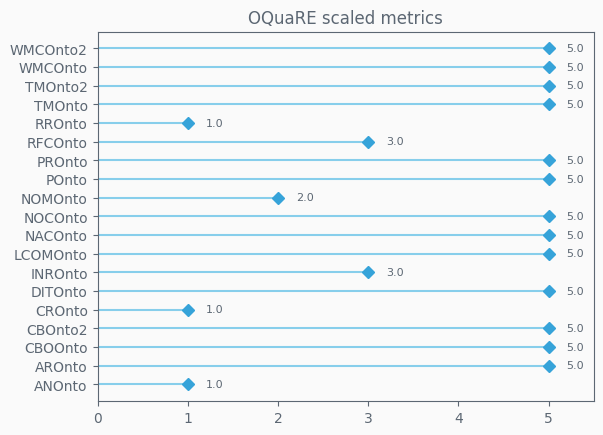 OQuaRE scaled metrics
WMCOnto2 5.0
WMCOnto 5.0
TMOnto2 5.0
TMOnto 5.0
RROnto 1.0
RFCOnto 3.0
PROnto 5.0
POnto 5.0
NOMOnto 2.0
NOCOnto 5.0
NACOnto 5.0
LCOMOnto 5.0
INROnto 3.0
DITOnto 5.0
CROnto 1.0
CBOnto2 5.0
CBOOnto 5.0
AROnto 5.0
ANOnto 1.0
0 1 2 3 4 5